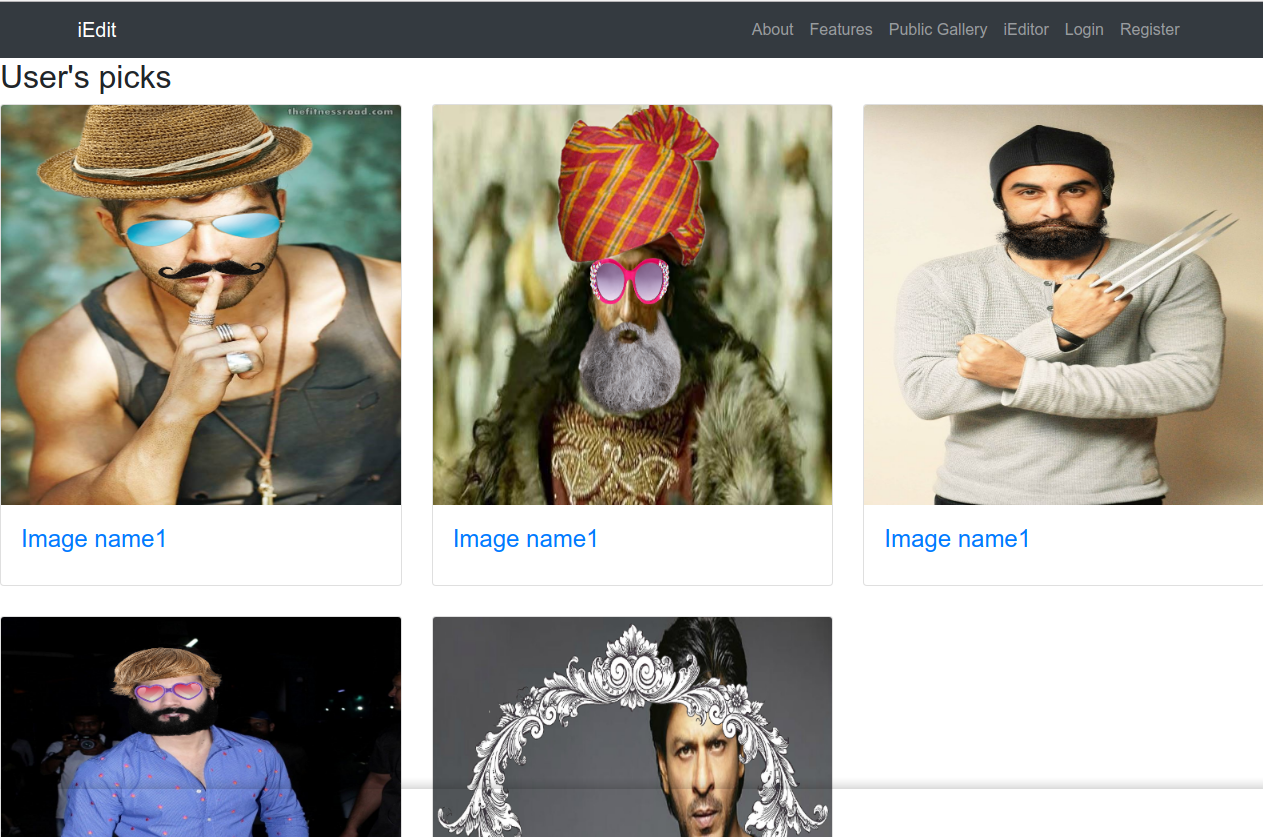 iEdit
About Features Public Gallery iEditor Login Register
User's picks
thefitnessroad.com
Image name1
Image name1
Image name1